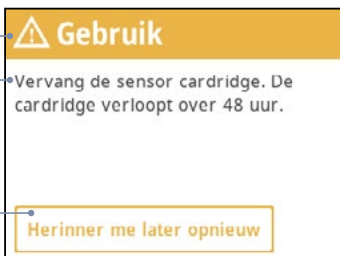 Gebruik
Vervang de sensor cardridge. De
cardridge verloopt over 48 uur.
Herinner me later opnieuw